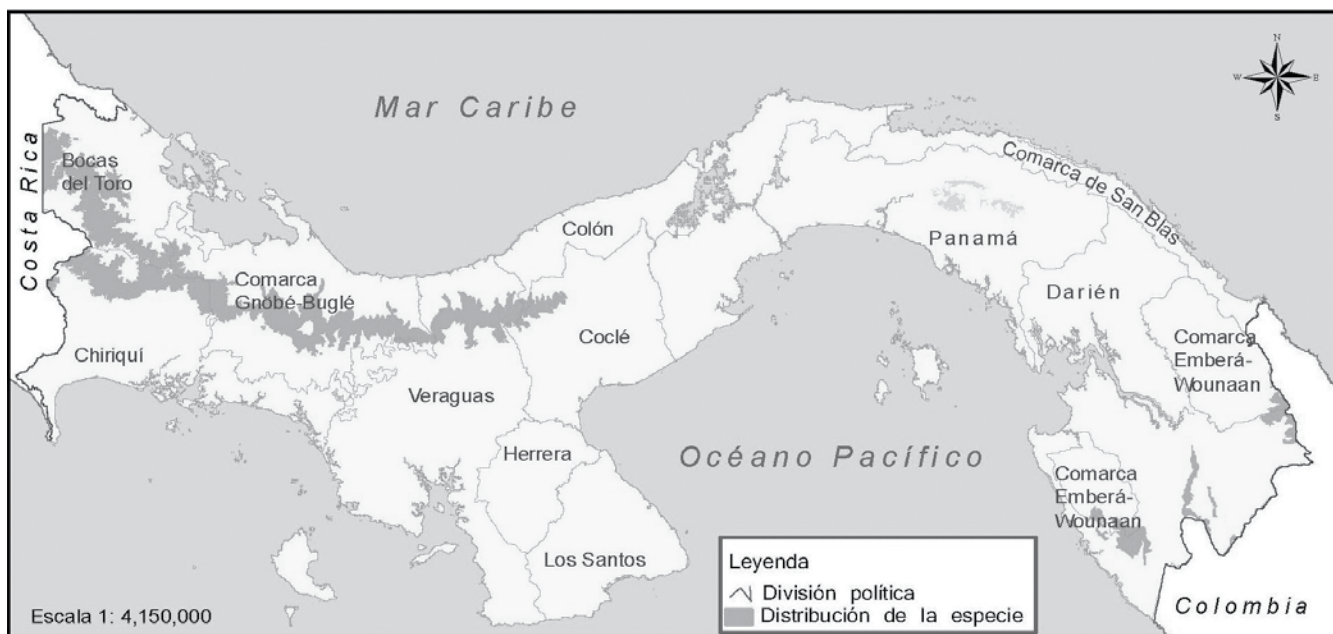 Mar Caribe
N
W E
S
Costa Rica
Bocas
del Toro
Comarca de San Blas
Colón
Panamá
Comarca
Gnobé-Buglé
Darién
Coclé
Comarca
Emberá-
Wounaan
Chiriquí
Veraguas
Herrera
Océano Pacífico
Comarca
Emberá-
Wounaan
Los Santos
Leyenda
División política
Distribución de la especie
Escala 1: 4,150,000
Colombia